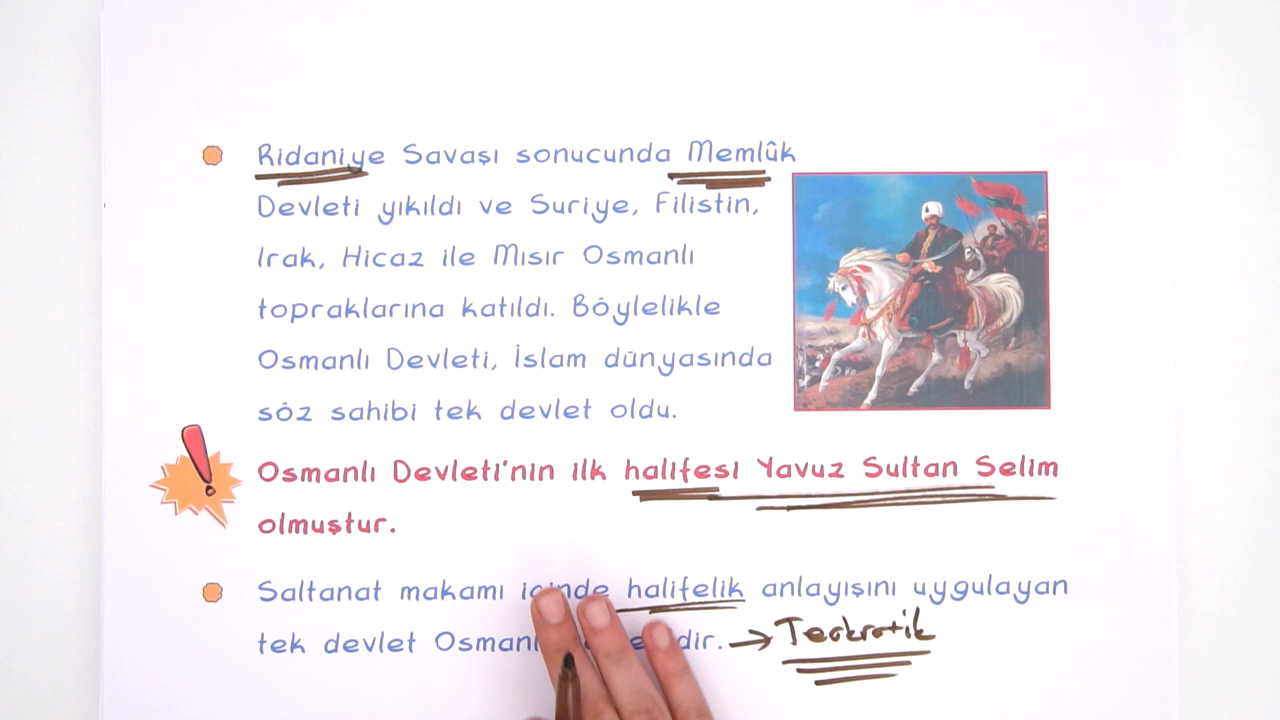 Ridaniye Savaşı sonucunda Memlûk
Devleti yıkıldı ve Suriye, Filistin,
Irak, Hicaz ile Mısır Osmanlı
topraklarına katıldı. Böylelikle
Osmanlı Devleti, İslam dünyasında
söz sahibi tek devlet oldu.
Osmanlı Devleti'nin ilk halifesi Yavuz Sultan Selim
olmuştur.
Saltanat makamı içinde halifelik anlayışını uygulayan
tek devlet → Teokratik